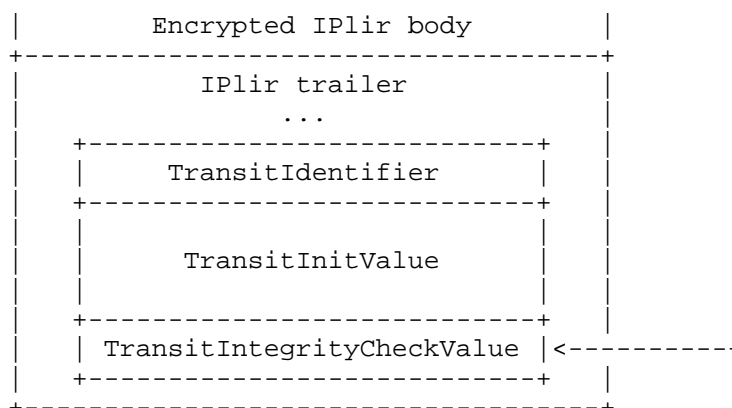 Encrypted IPlir body
IPlir trailer
...
TransitIdentifier
TransitInitValue
TransitIntegrityCheckValue